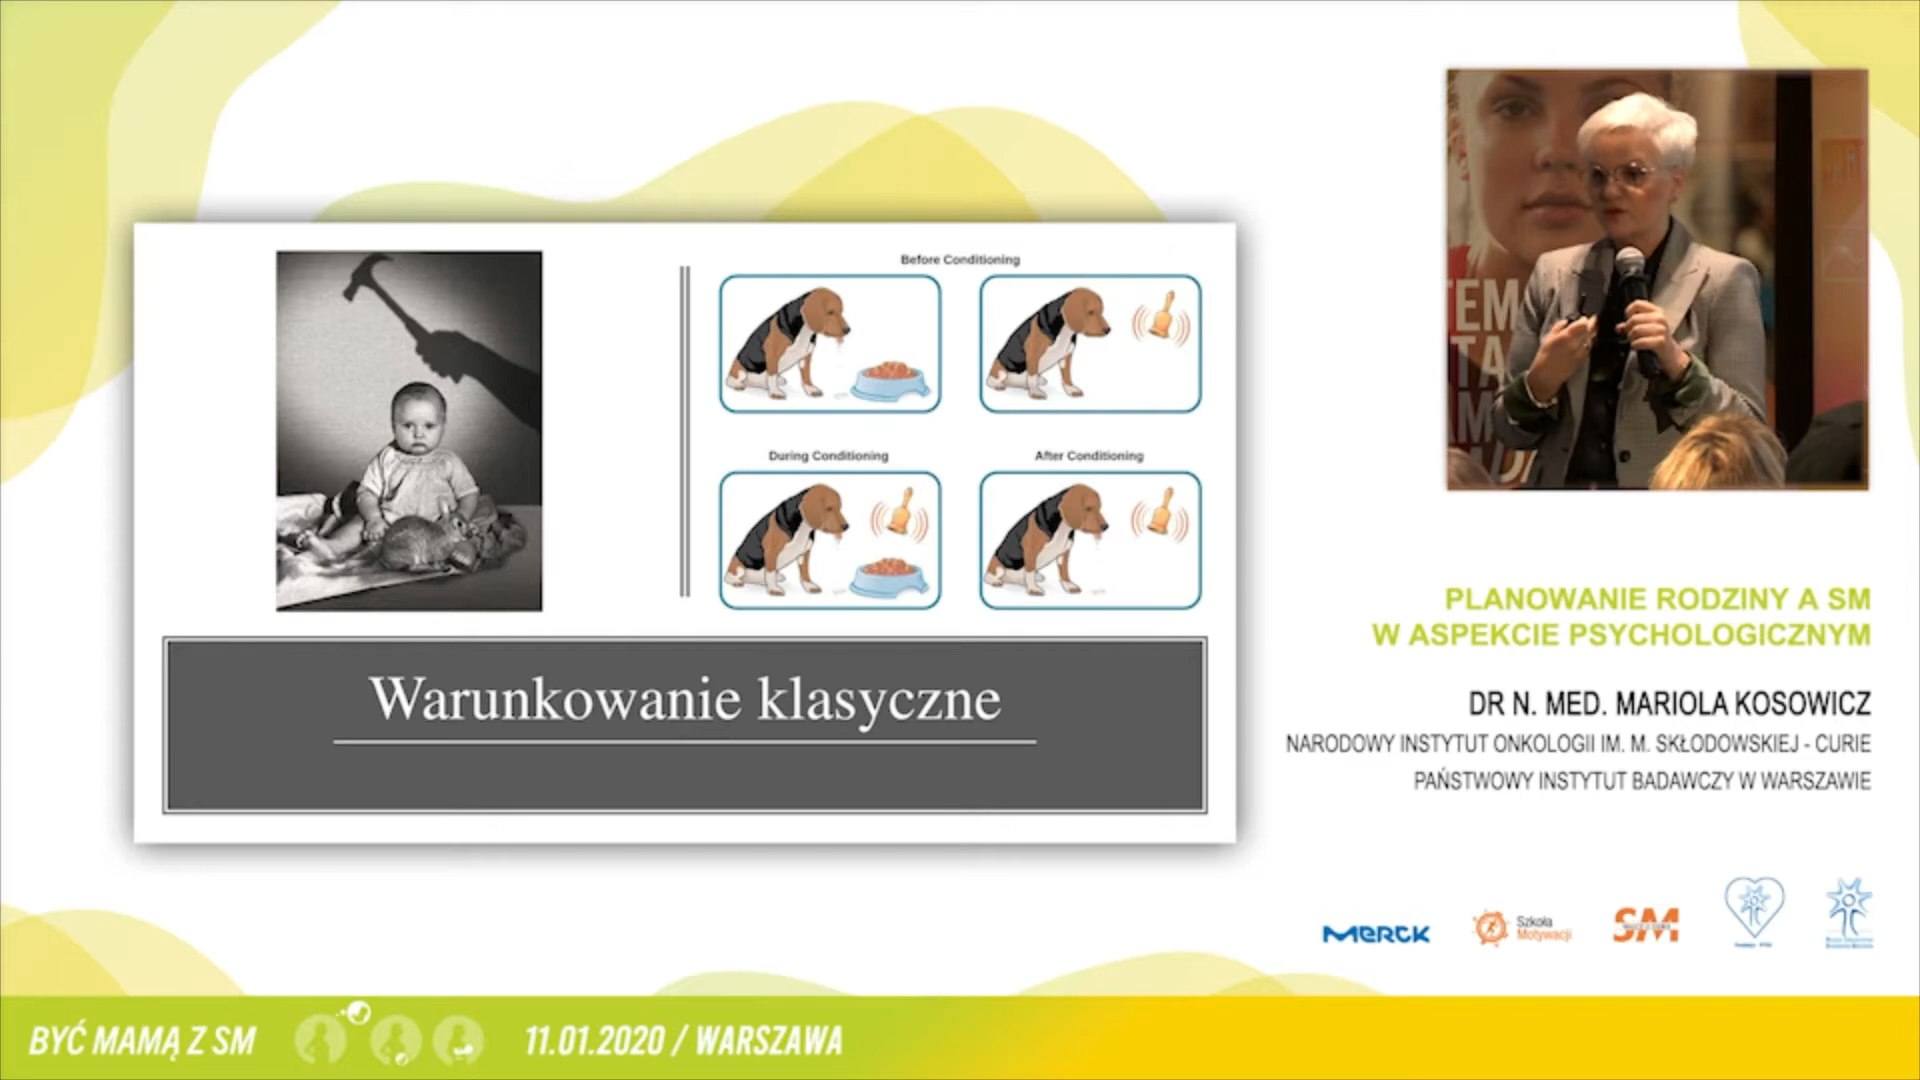 Before Conditioning
During Conditioning
After Conditioning
Warunkowanie klasyczne
PLANOWANIE RODZINY A SM
W ASPEKCIE PSYCHOLOGICZNYM
DR N. MED. MARIOLA KOSOWICZ
NARODOWY INSTYTUT ONKOLOGII IM. M. SKŁODOWSKIEJ - CURIE
PAŃSTWOWY INSTYTUT BADAWCZY W WARSZAWIE
MERCK
Szkoła
Motywacji
SM
BYĆ MAMĄ Z SM
11.01.2020 / WARSZAWA